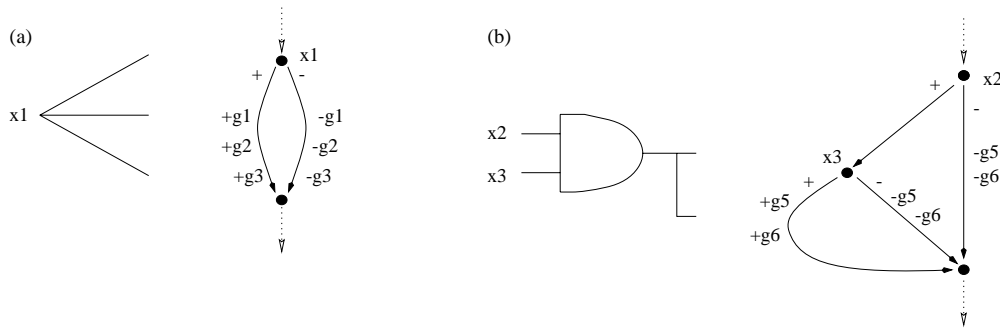 (a)
x1
x1
+ -
+g1 -g1
+g2 -g2
+g3 -g3
(b)
x2
x3
x2
+
-
x3
+ -
-g5
-g6
+g5
+g6
-g5
-g6